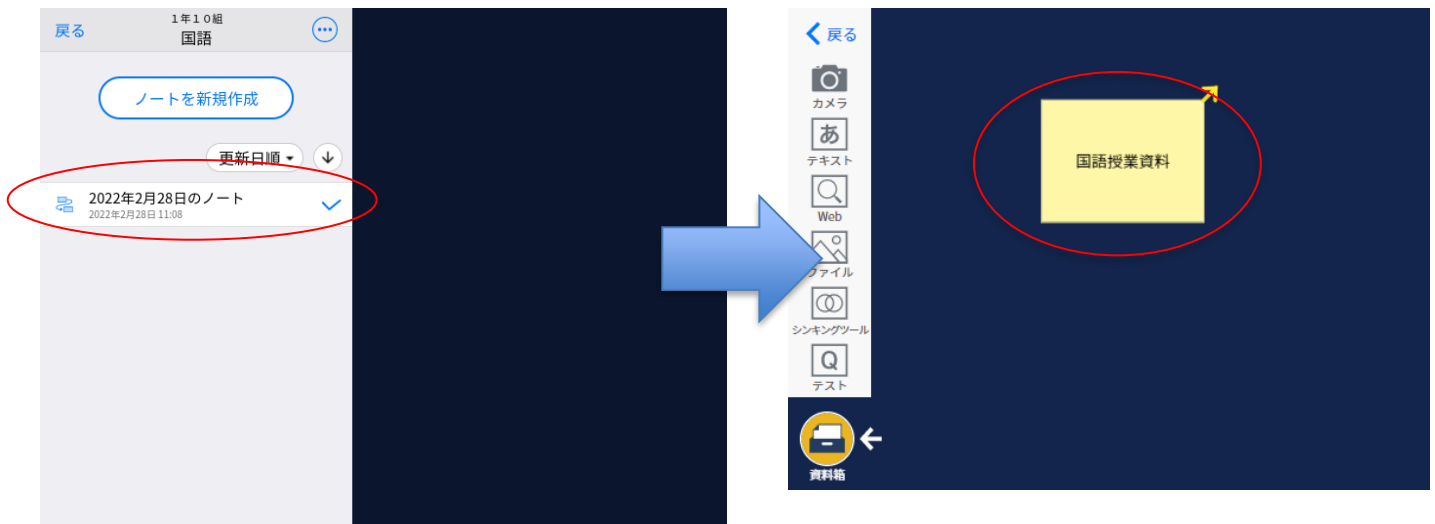 戻る
1年10組
国語
ノートを新規作成
更新日順
2022年2月28日のノート
2022年2月28日 11:08
戻る
カメラ
あ
テキスト
Web
ファイル
シンキングツール
Q
テスト
資料箱
国語授業資料